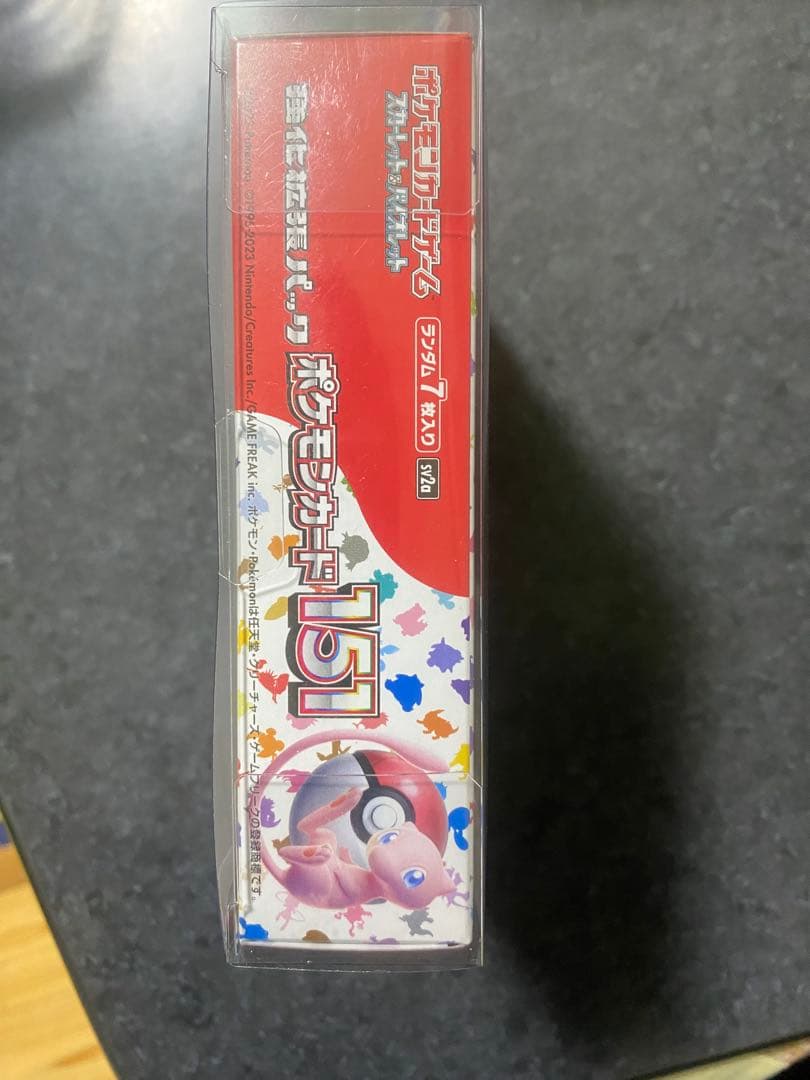 ポケモンカードゲーム
スカーレット&バイオレット
ランダム7枚入り
sv2a
強化拡張パック
ポケモンカード151
Pokémon. ©1995-2023 Nintendo/Creatures Inc./GAME FREAK inc. ポケモン・Pokémonは任天堂・クリーチャーズ・ゲームフリークの登録商標です。